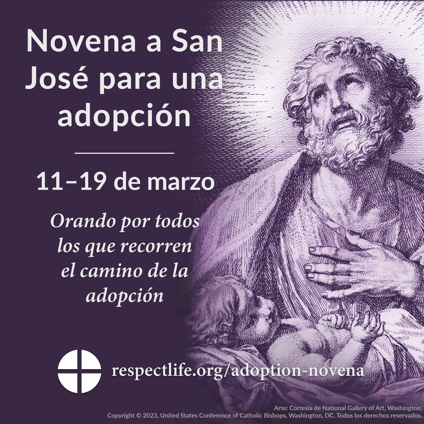 Novena a San
José para una
adopción
11–19 de marzo
Orando por todos
los que recorren
el camino de la
adopción
respectlife.org/adoption-novena
Arte: Cortesía de National Gallery of Art, Washington.
Copyright © 2023, United States Conference of Catholic Bishops, Washington, DC. Todos los derechos reservados.